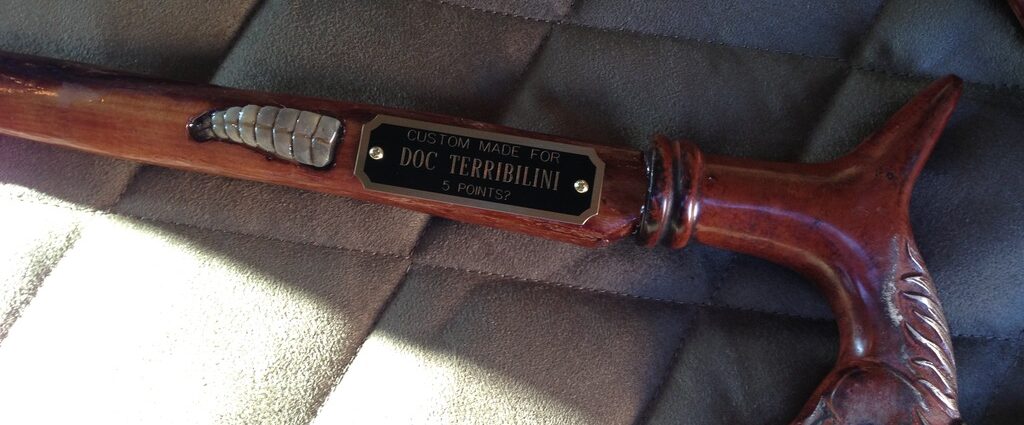 CUSTOM MADE FOR
DOC TERRIBILINI
5 POINTS?